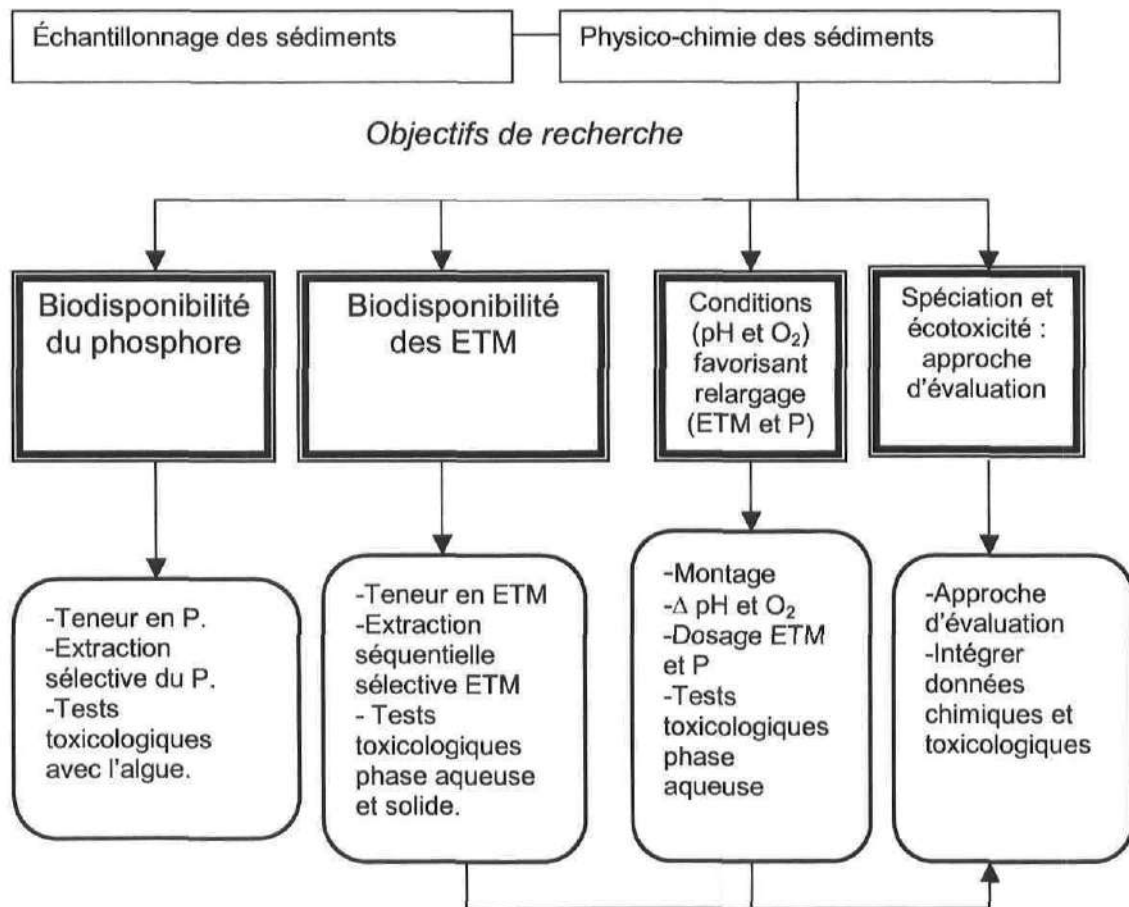 Échantillonnage des sédiments
Physico-chimie des sédiments
Objectifs de recherche
Biodisponibilité
du phosphore
Biodisponibilité
des ETM
Conditions
(pH et O₂)
favorisant
relargage
(ETM et P)
Spéciation et
écotoxicité :
approche
d'évaluation
-Teneur en P.
-Extraction
sélective du P.
-Tests
toxicologiques
avec l'algue.
-Teneur en ETM
-Extraction
séquentielle
sélective ETM
- Tests
toxicologiques
phase aqueuse
et solide.
-Montage
-Δ pH et O₂
-Dosage ETM
et P
-Tests
toxicologiques
phase
aqueuse
-Approche
d'évaluation
-Intégrer
données
chimiques et
toxicologiques